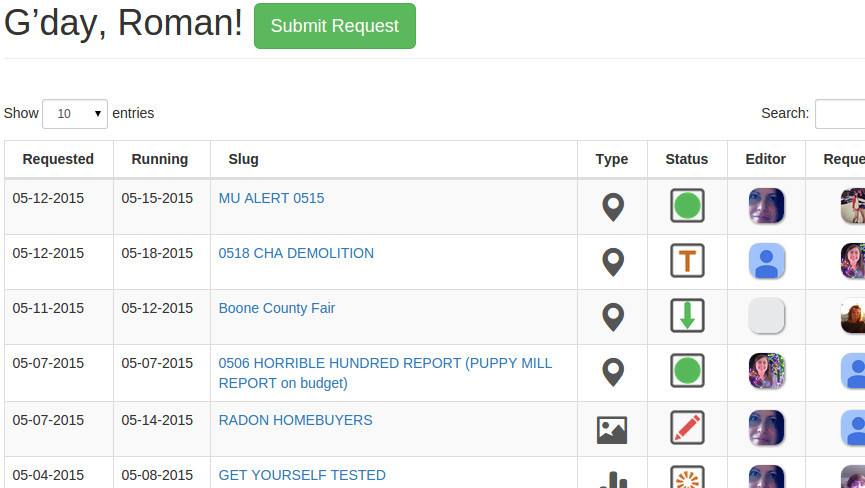 G’day, Roman! Submit Request
Show 10 entries Search:
Requested Running Slug Type Status Editor Reque
05-12-2015 05-15-2015 MU ALERT 0515
05-12-2015 05-18-2015 0518 CHA DEMOLITION T
05-11-2015 05-12-2015 Boone County Fair
05-07-2015 05-07-2015 0506 HORRIBLE HUNDRED REPORT (PUPPY MILL
REPORT on budget)
05-07-2015 05-14-2015 RADON HOMEBUYERS
05-04-2015 05-08-2015 GET YOURSELF TESTED